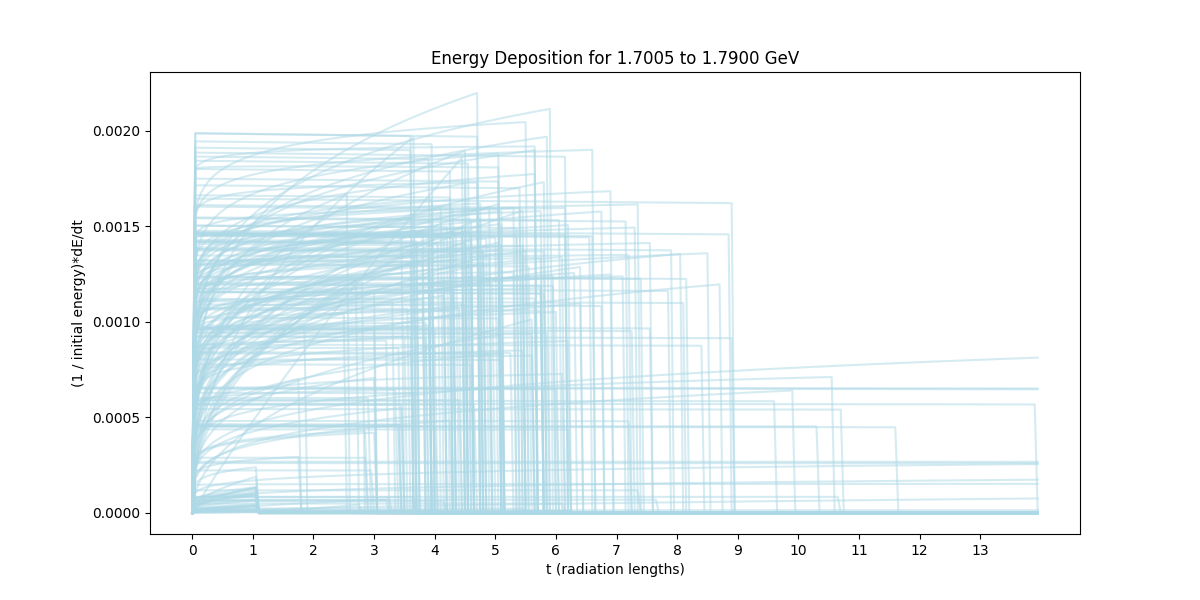 Energy Deposition for 1.7005 to 1.7900 GeV
(1 / initial energy)*dE/dt
0.0020
0.0015
0.0010
0.0005
0.0000
0 1 2 3 4 5 6 7 8 9 10 11 12 13
t (radiation lengths)